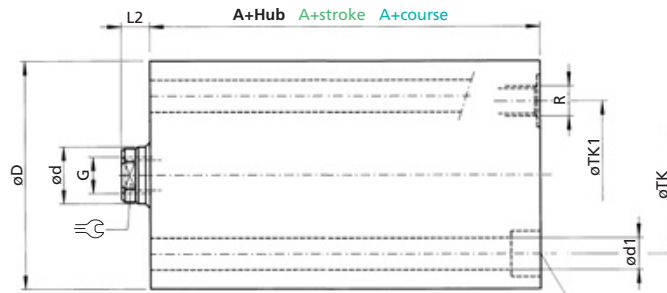 L2 A+Hub A+stroke A+course
R
øTK1
øD
ød
G
øTK
ød1